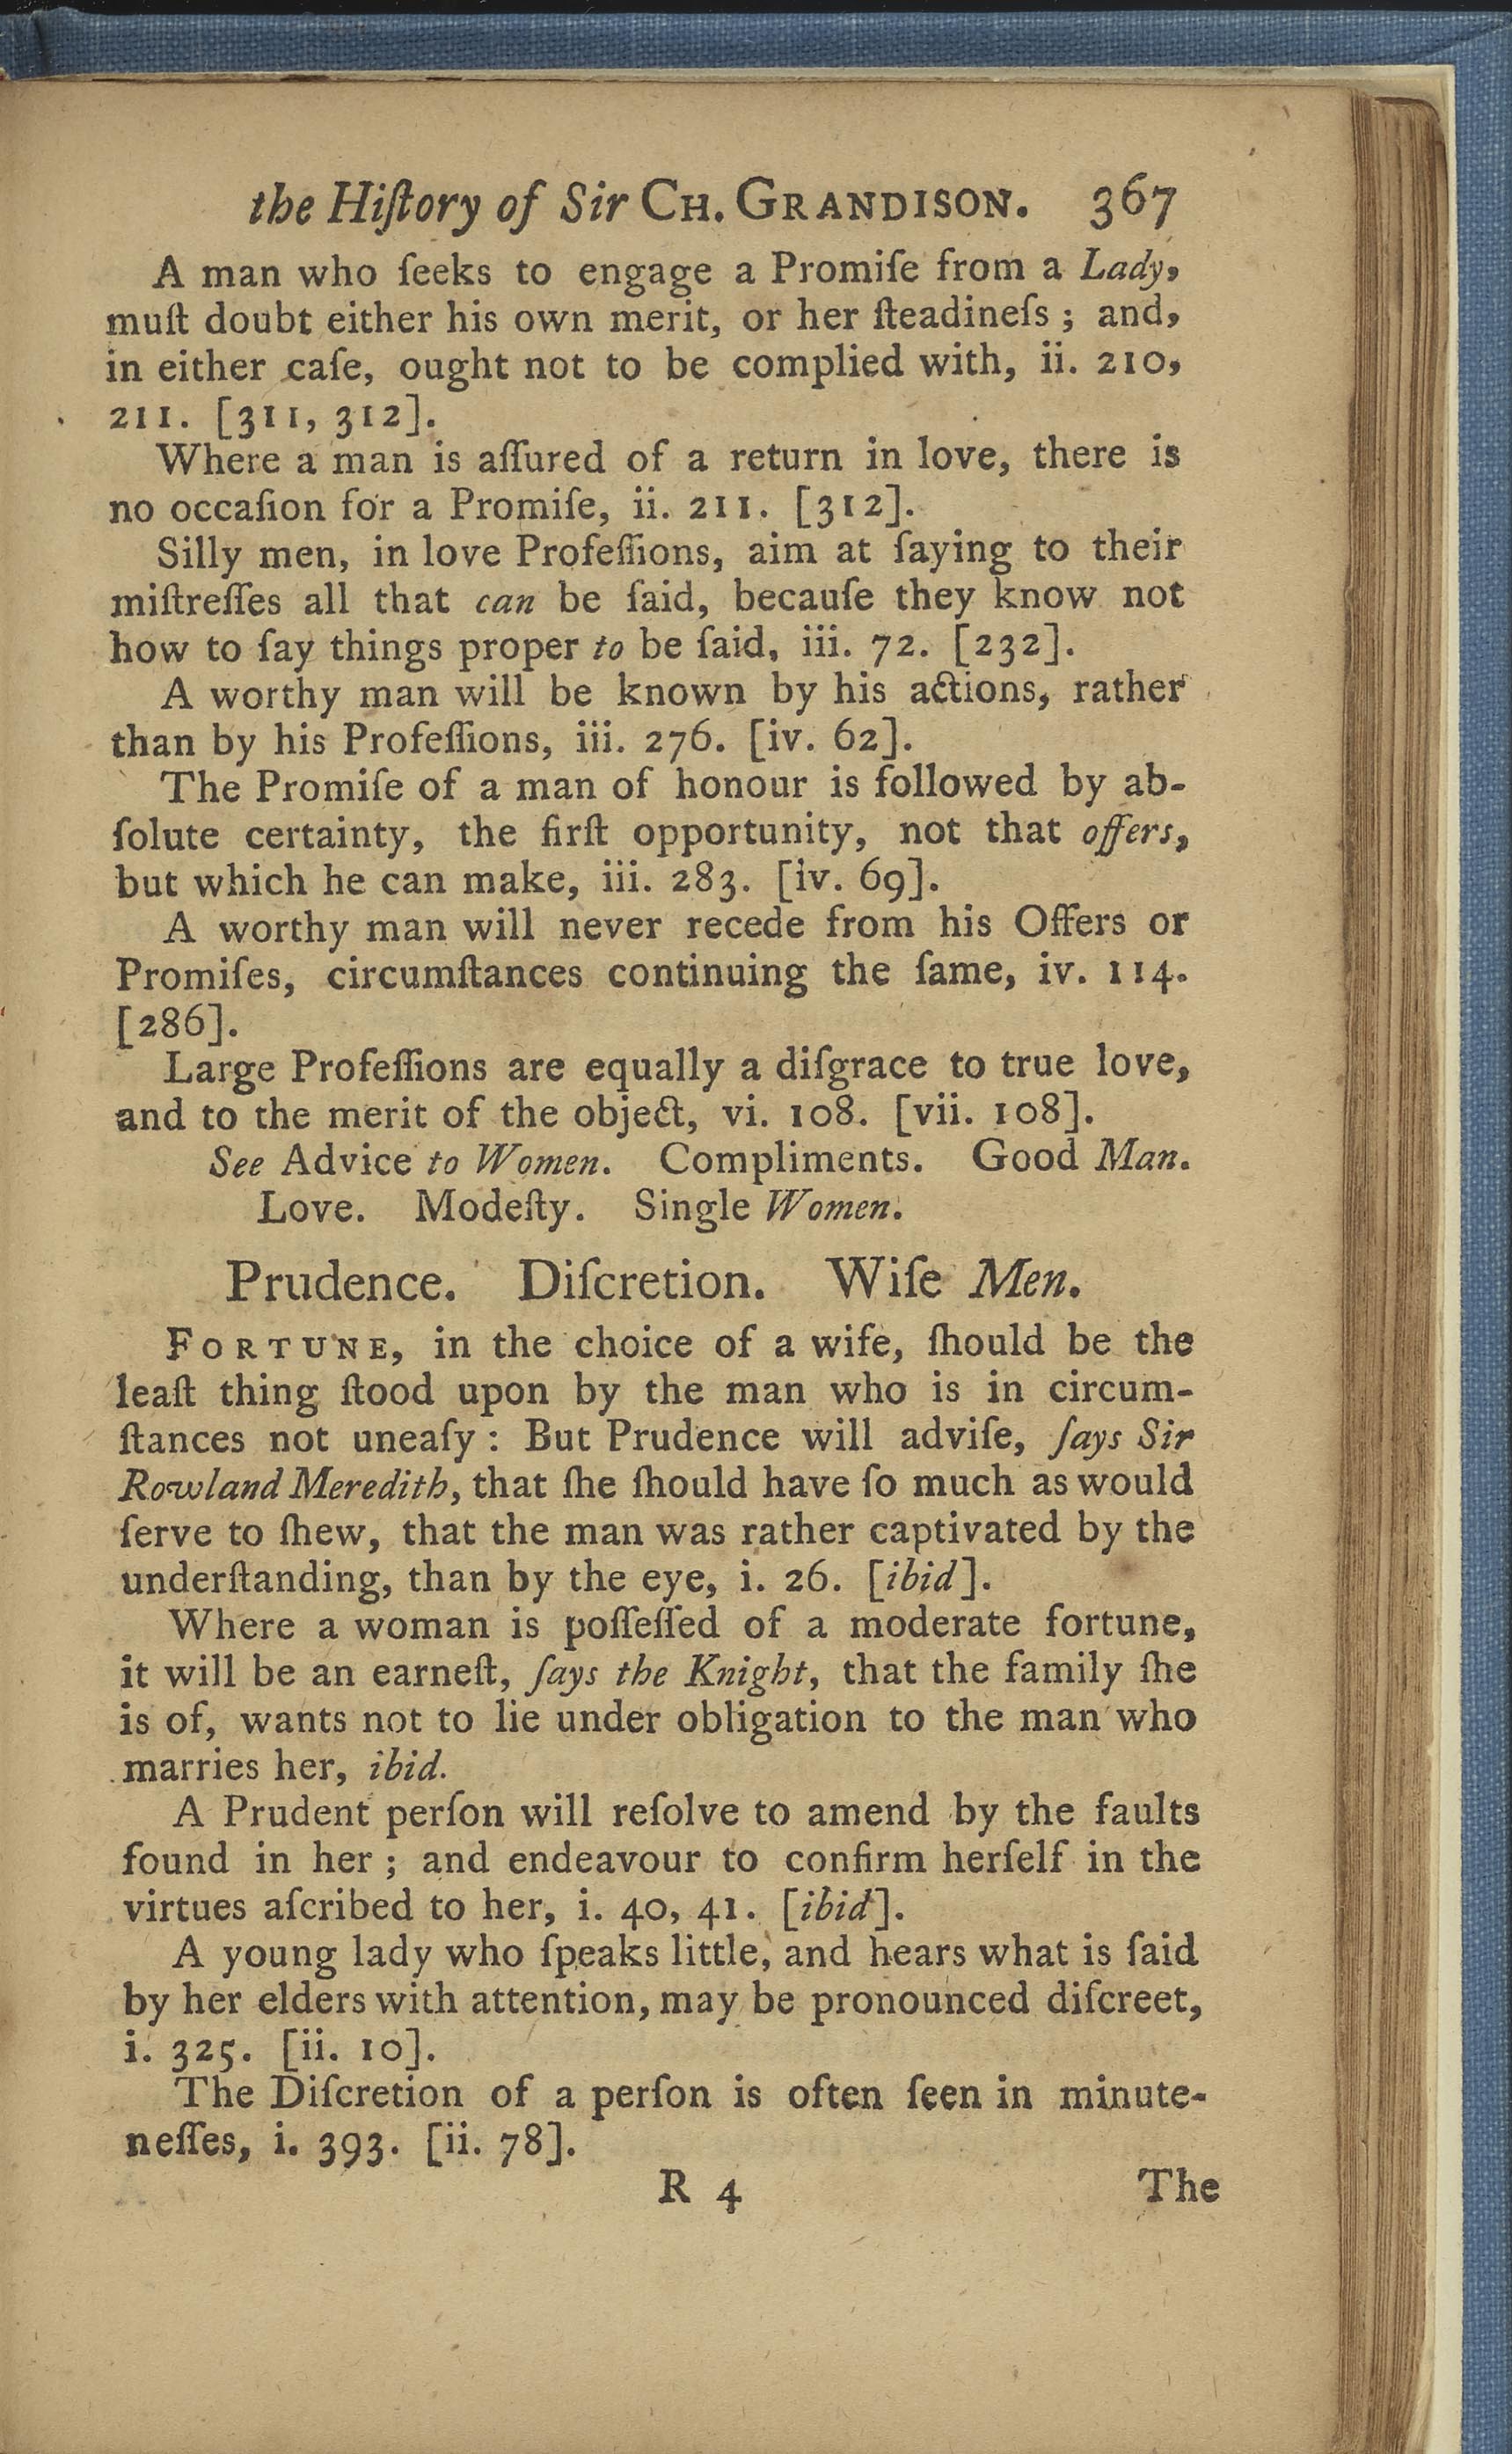 the Hiſtory of Sir CH. GRANDISON. 367
A man who ſeeks to engage a Promiſe from a Lady,
muſt doubt either his own merit, or her ſteadineſs ; and,
in either caſe, ought not to be complied with, ii. 210,
211. [311, 312].
Where a man is aſſured of a return in love, there is
no occaſion for a Promiſe, ii. 211. [312].
Silly men, in love Profeſſions, aim at ſaying to their
miſtreſſes all that can be ſaid, becauſe they know not
how to ſay things proper to be ſaid, iii. 72. [232].
A worthy man will be known by his actions, rather
than by his Profeſſions, iii. 276. [iv. 62].
The Promiſe of a man of honour is followed by ab-
ſolute certainty, the firſt opportunity, not that offers,
but which he can make, iii. 283. [iv. 69].
A worthy man will never recede from his Offers or
Promiſes, circumſtances continuing the ſame, iv. 114.
[286].
Large Profeſſions are equally a diſgrace to true love,
and to the merit of the object, vi. 108. [vii. 108].
See Advice to Women. Compliments. Good Man.
Love. Modeſty. Single Women.
Prudence. Diſcretion. Wiſe Men.
FORTUNE, in the choice of a wife, ſhould be the
leaſt thing ſtood upon by the man who is in circum-
ſtances not uneaſy : But Prudence will adviſe, ſays Sir
Rowland Meredith, that ſhe ſhould have ſo much as would
ſerve to ſhew, that the man was rather captivated by the
underſtanding, than by the eye, i. 26. [ibid].
Where a woman is poſſeſſed of a moderate fortune,
it will be an earneſt, ſays the Knight, that the family ſhe
is of, wants not to lie under obligation to the man who
marries her, ibid.
A Prudent perſon will reſolve to amend by the faults
found in her ; and endeavour to confirm herſelf in the
virtues aſcribed to her, i. 40, 41. [ibid].
A young lady who ſpeaks little, and hears what is ſaid
by her elders with attention, may be pronounced diſcreet,
i. 325. [ii. 10].
The Diſcretion of a perſon is often ſeen in minute-
neſſes, i. 393. [ii. 78].
R 4 The